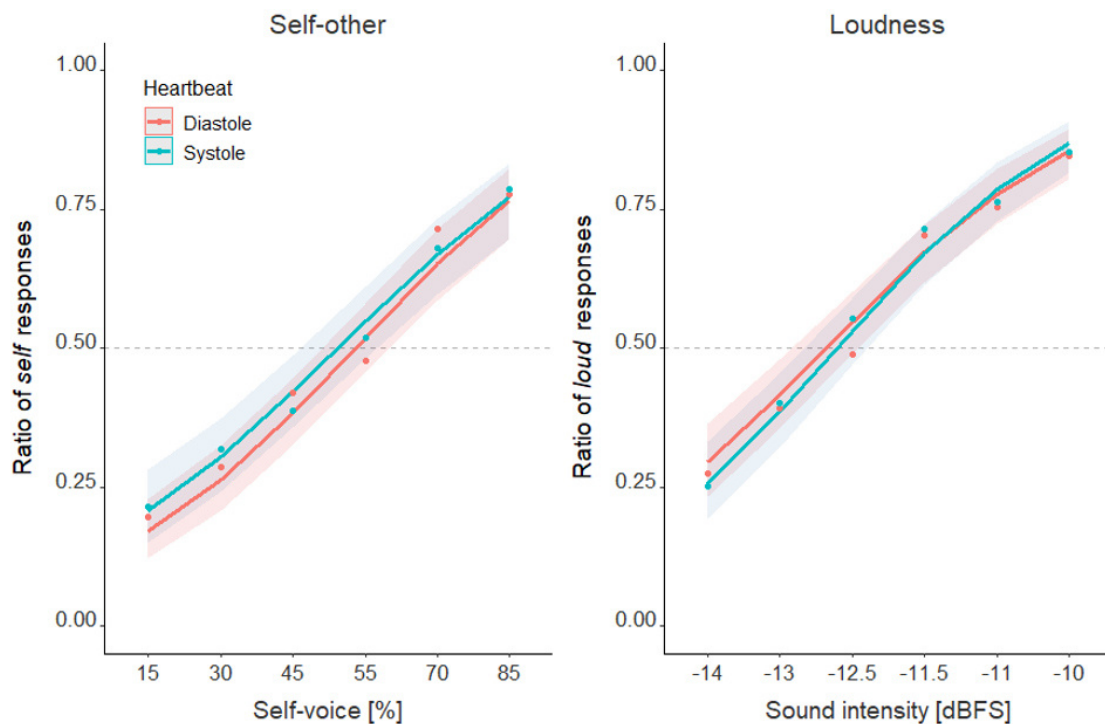 Self-other
Loudness
1.00
0.75
0.50
0.25
0.00
Ratio of self responses
Heartbeat
Diastole
Systole
15 30 45 55 70 85
Self-voice [%]
1.00
0.75
0.50
0.25
0.00
Ratio of loud responses
-14 -13 -12.5 -11.5 -11 -10
Sound intensity [dBFS]